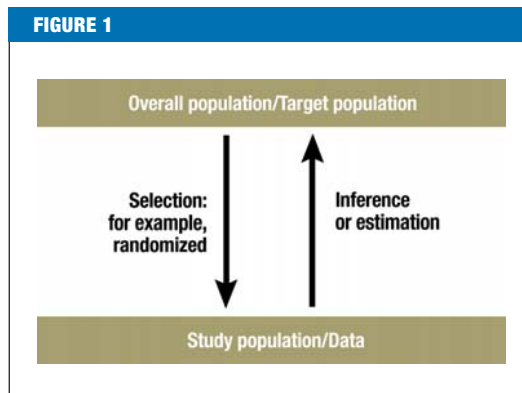 FIGURE 1
Overall population/Target population
Selection:
for example,
randomized
Inference
or estimation
Study population/Data